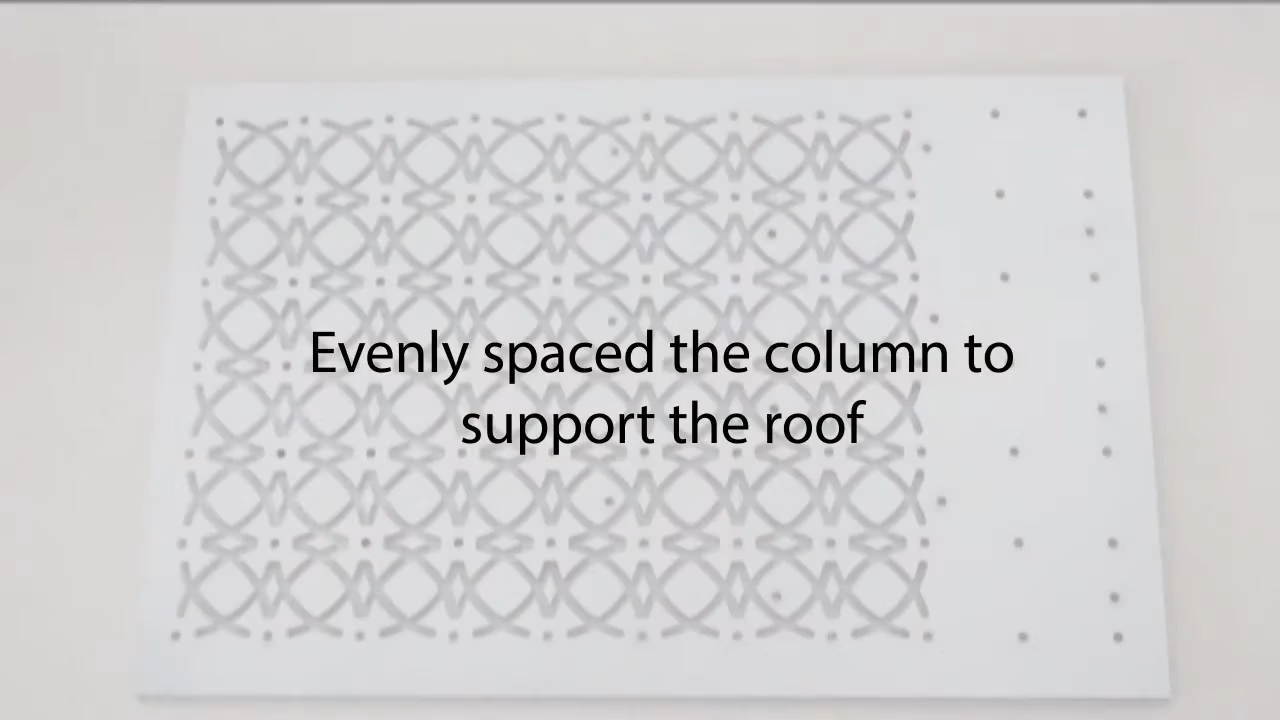 Evenly spaced the column to
support the roof